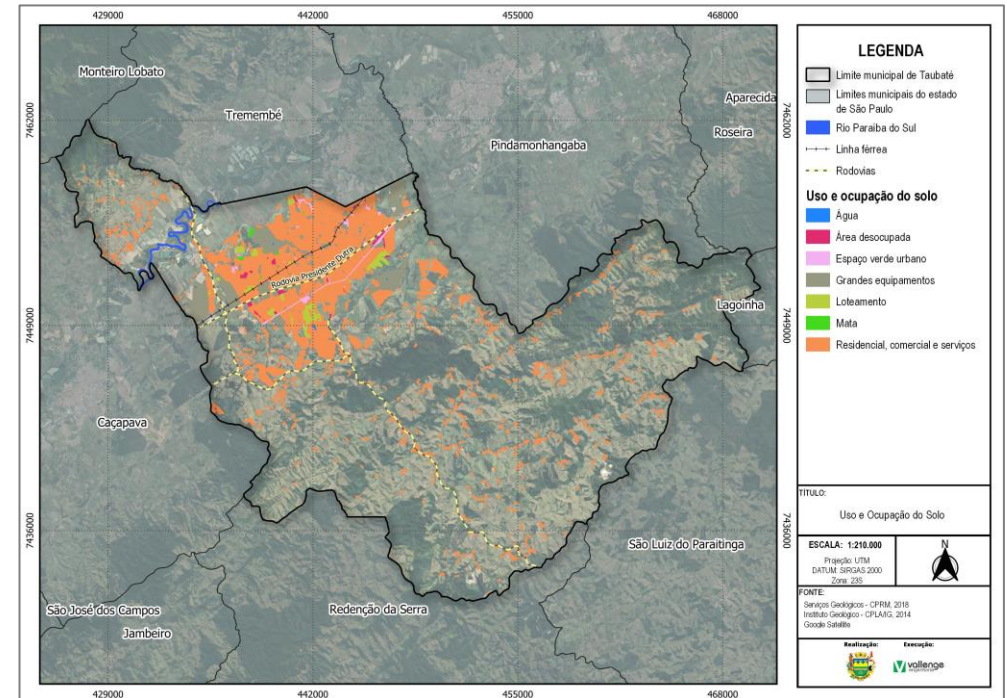 429000
442000
455000
468000
Monteiro Lobato
Tremembé
Pindamonhangaba
Aparecida
Roseira
Lagoinha
Rodovia Presidente Dutra
Caçapava
São Luiz do Paraitinga
São José dos Campos
Jambeiro
Redenção da Serra
7462000
7449000
7436000
7462000
7449000
7436000
429000
442000
455000
468000
LEGENDA
Limite municipal de Taubaté
Limites municipais do estado
de São Paulo
Rio Paraiba do Sul
Linha férrea
Rodovias
Uso e ocupação do solo
Água
Área desocupada
Espaço verde urbano
Grandes equipamentos
Loteamento
Mata
Residencial, comercial e serviços
TÍTULO:
Uso e Ocupação do Solo
ESCALA: 1:210.000
Projeção: UTM
DATUM: SIRGAS 2000
Zona: 23S
N
FONTE:
Serviços Geológicos - CPRM, 2018
Instituto Geológico - CPLA/IG, 2014
Google Satellite
Realização:
Execução:
vallenge